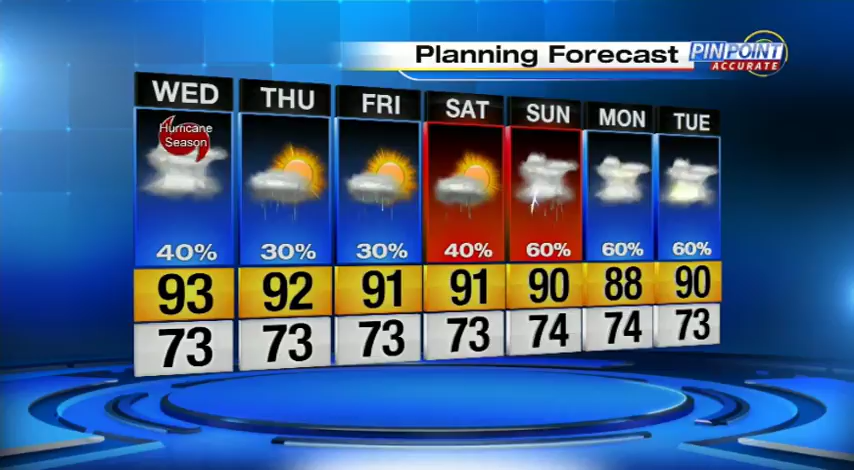 Planning Forecast
PINPOINT
ACCURATE
WED THU FRI SAT SUN MON TUE
Hurricane
Season
40% 30% 30% 40% 60% 60% 60%
93 92 91 91 90 88 90
73 73 73 73 74 74 73